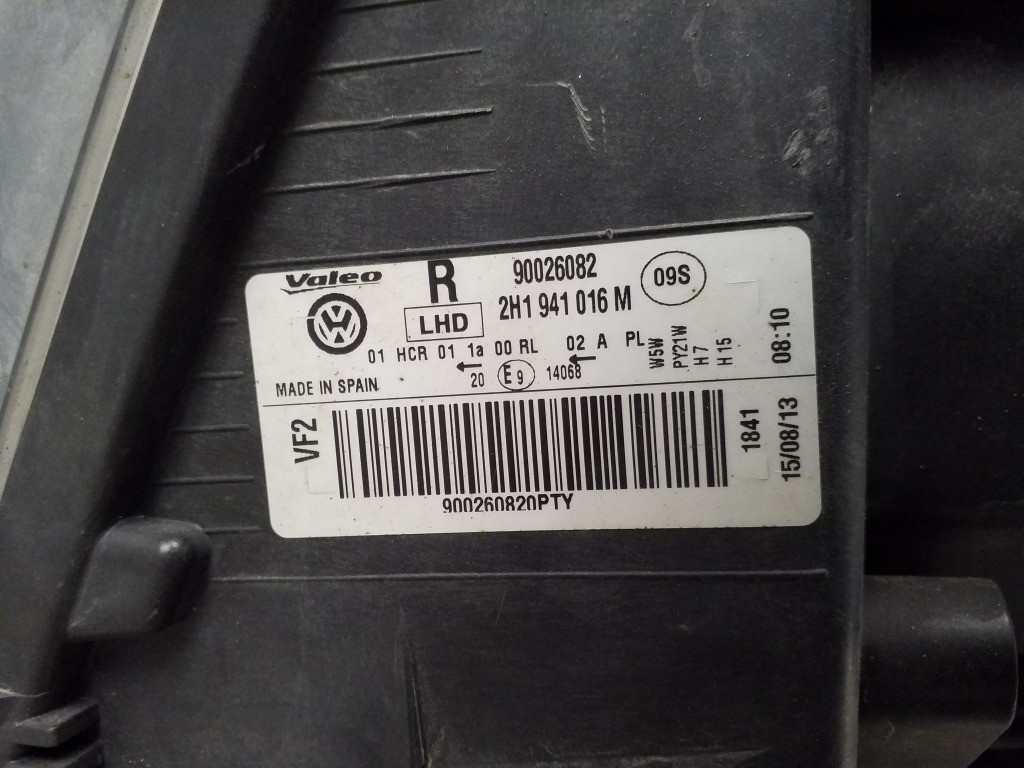 Valeo R 90026082 09S
LHD 2H1 941 016 M
01 HCR 01 1a 00 RL 02 A PL
20 E9 14068
MADE IN SPAIN
W5W
PY21W
H7
H15
08:10
VF2
900260820PTY
1841
15/08/13